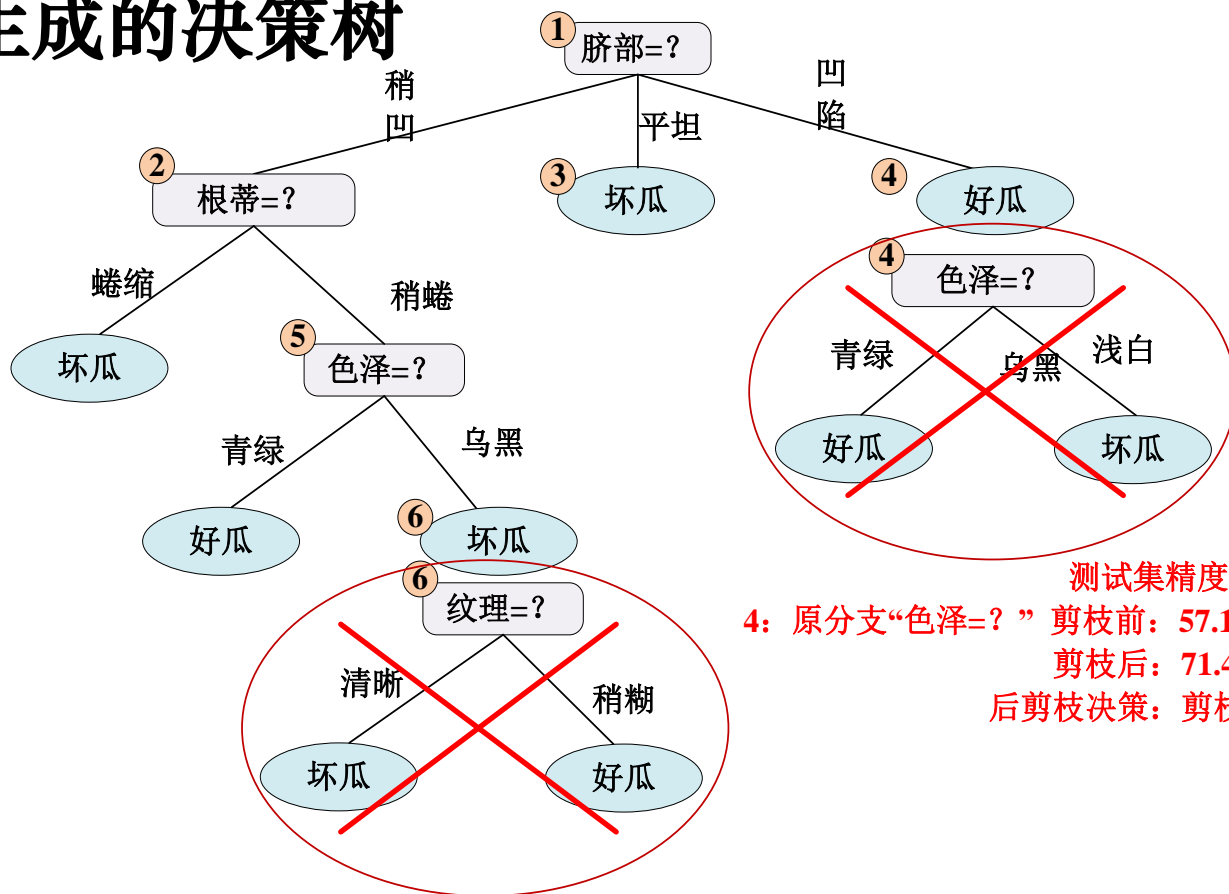 生成的决策树
1
脐部=？
稍凹
平坦
凹陷
2
根蒂=？
3
坏瓜
4
好瓜
蜷缩
稍蜷
4
色泽=？
坏瓜
5
色泽=？
青绿
乌黑
浅白
青绿
乌黑
好瓜
坏瓜
好瓜
6
坏瓜
6
纹理=？
清晰
稍糊
坏瓜
好瓜
测试集精度
4：原分支“色泽=？” 剪枝前：57.1
剪枝后：71.4
后剪枝决策：剪枝